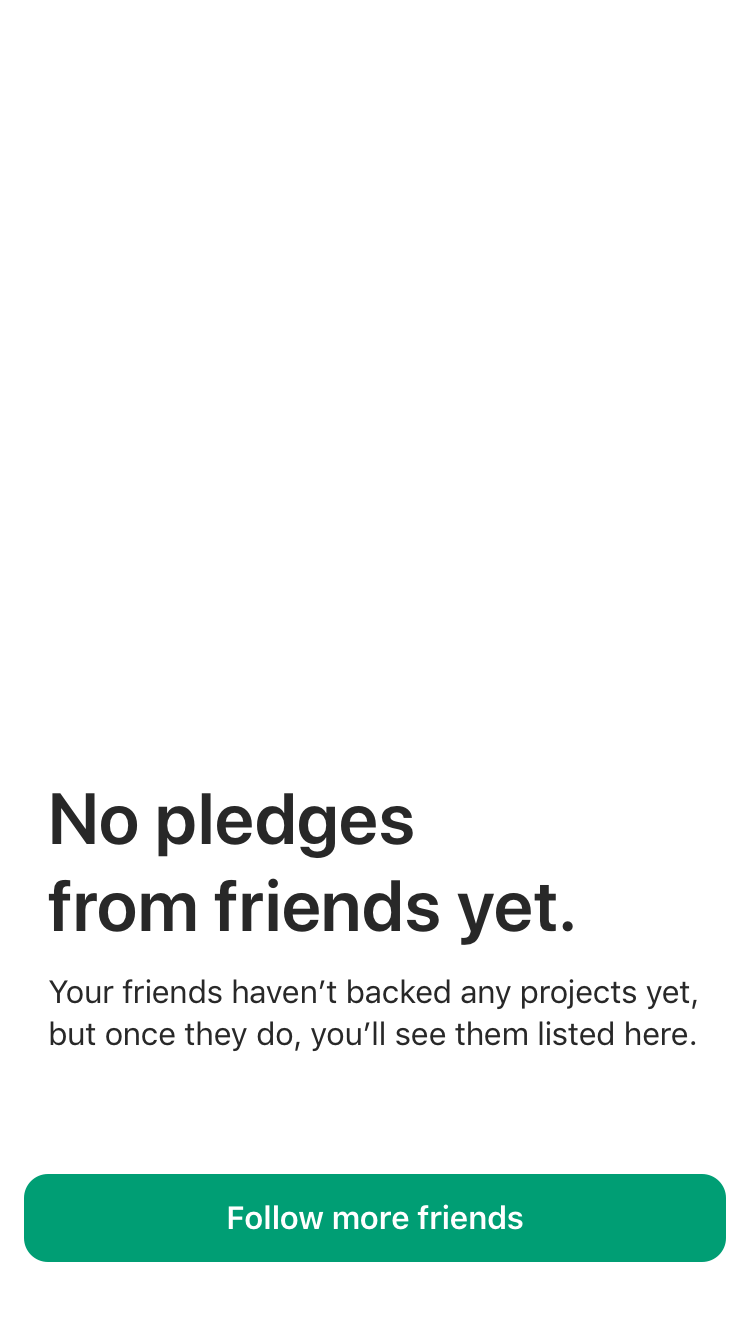 No pledges
from friends yet.
Your friends haven’t backed any projects yet,
but once they do, you’ll see them listed here.
Follow more friends